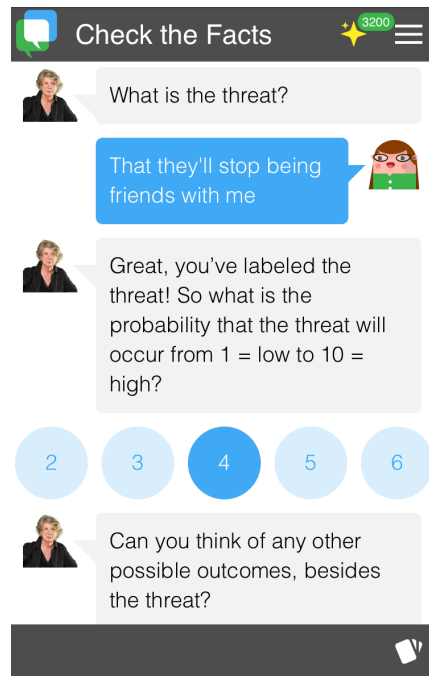 Check the Facts
3200
What is the threat?
That they'll stop being
friends with me
Great, you’ve labeled the
threat! So what is the
probability that the threat will
occur from 1 = low to 10 =
high?
2 3 4 5 6
Can you think of any other
possible outcomes, besides
the threat?